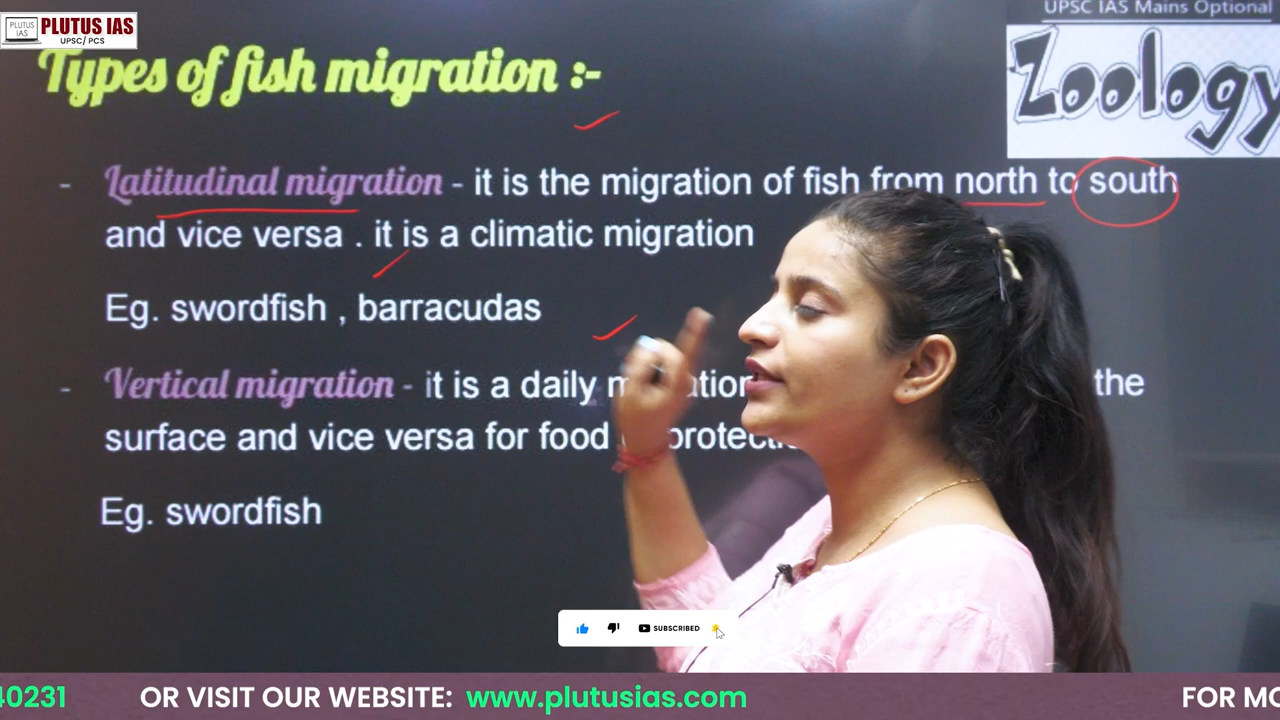 PLUTUS IAS
PLUTUS IAS
UPSC/ PCS
UPSC IAS Mains Optional
Zoology
Types of fish migration :-
- Latitudinal migration - it is the migration of fish from north to south
and vice versa . it is a climatic migration
Eg. swordfish , barracudas
- Vertical migration - it is a daily the
surface and vice versa for food
Eg. swordfish
SUBSCRIBED
40231 OR VISIT OUR WEBSITE: www.plutusias.com FOR MO